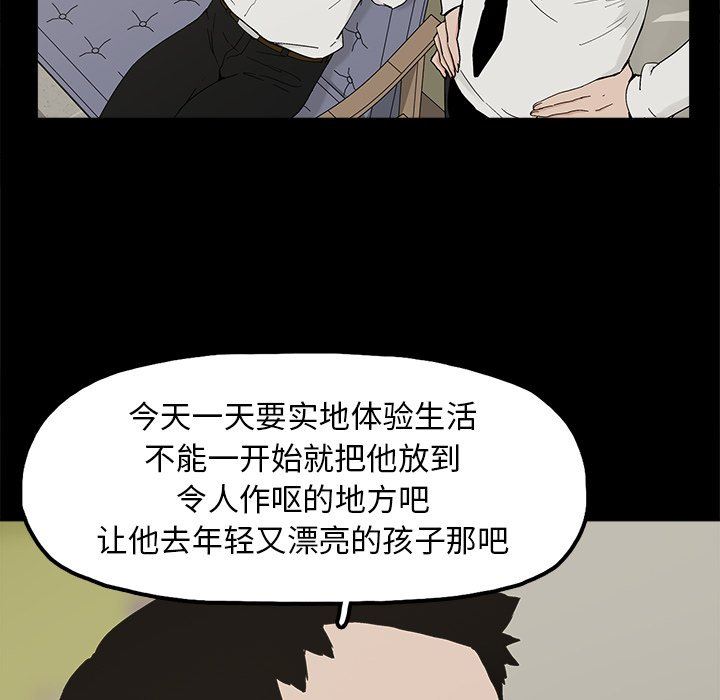 今天一天要实地体验生活
不能一开始就把他放到
令人作呕的地方吧
让他去年轻又漂亮的孩子那吧